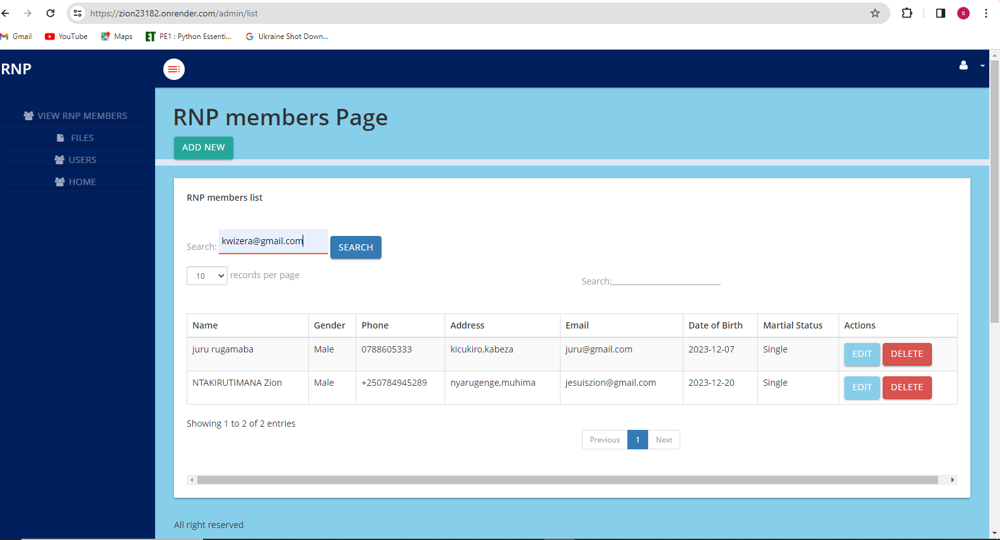 https://zion23182.onrender.com/admin/list
S
Gmail YouTube Maps ET PE1 : Python Essenti... G Ukraine Shot Down...
RNP
VIEW RNP MEMBERS
FILES
USERS
HOME
RNP members Page
ADD NEW
RNP members list
Search: kwizera@gmail.com SEARCH
10 records per page
Search:
Name Gender Phone Address Email Date of Birth Martial Status Actions
juru rugamaba Male 0788605333 kicukiro,kabeza juru@gmail.com 2023-12-07 Single EDIT DELETE
NTAKIRUTIMANA Zion Male +250784945289 nyarugenge,muhima jesuiszion@gmail.com 2023-12-20 Single EDIT DELETE
Showing 1 to 2 of 2 entries
Previous 1 Next
All right reserved